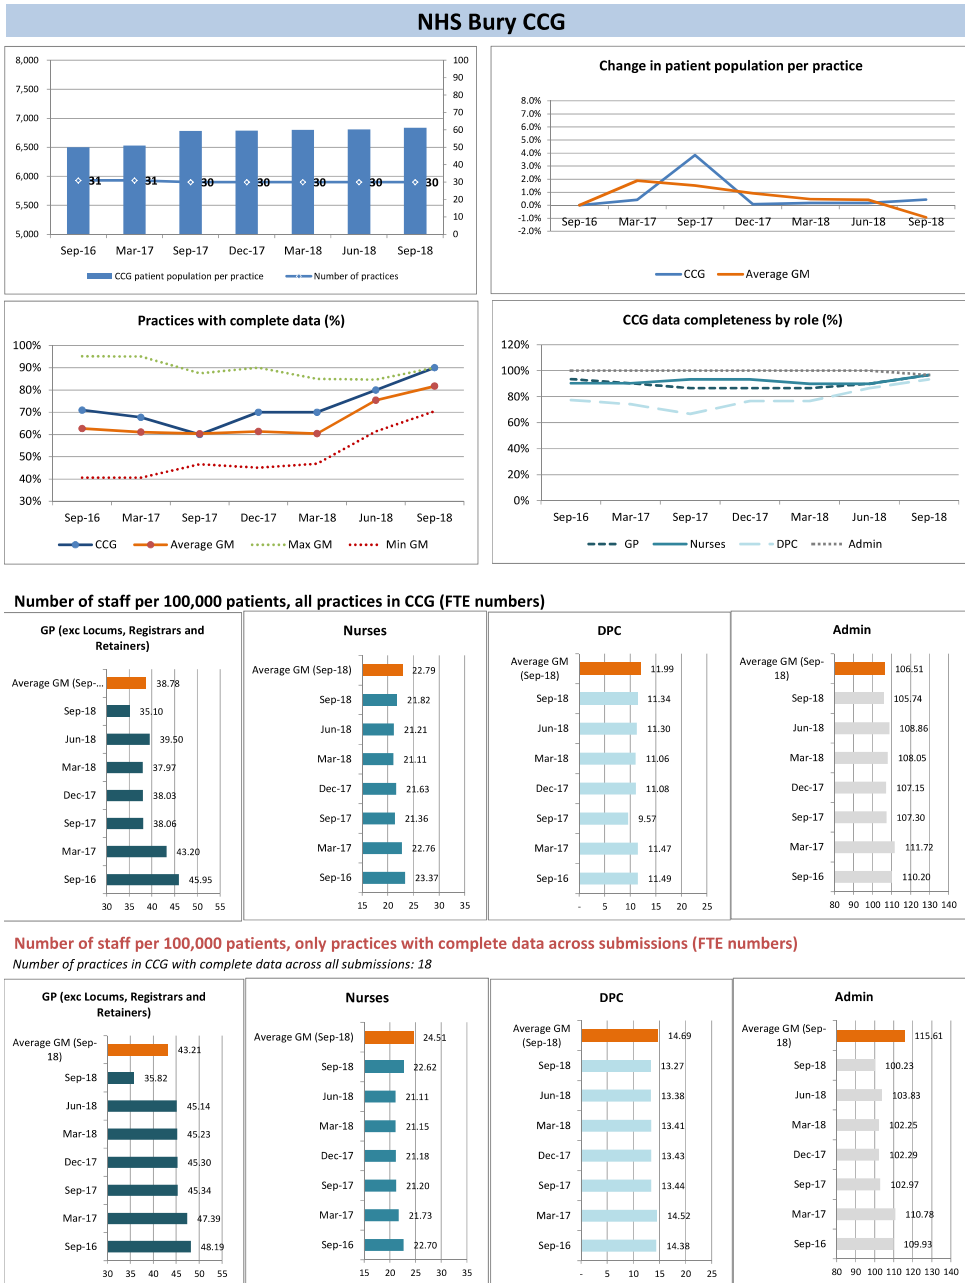 NHS Bury CCG
8,000
7,500
7,000
6,500
6,000
5,500
5,000
100
90
80
70
60
50
40
30
20
10
0
31 31 30 30 30 30 30
Sep-16 Mar-17 Sep-17 Dec-17 Mar-18 Jun-18 Sep-18
CCG patient population per practice Number of practices
Change in patient population per practice
8.0%
7.0%
6.0%
5.0%
4.0%
3.0%
2.0%
1.0%
0.0%
-1.0%
-2.0%
Sep-16 Mar-17 Sep-17 Dec-17 Mar-18 Jun-18 Sep-18
CCG Average GM
Practices with complete data (%)
100%
90%
80%
70%
60%
50%
40%
30%
Sep-16 Mar-17 Sep-17 Dec-17 Mar-18 Jun-18 Sep-18
CCG Average GM Max GM Min GM
CCG data completeness by role (%)
120%
100%
80%
60%
40%
20%
0%
Sep-16 Mar-17 Sep-17 Dec-17 Mar-18 Jun-18 Sep-18
GP Nurses DPC Admin
Number of staff per 100,000 patients, all practices in CCG (FTE numbers)
GP (exc Locums, Registrars and
Retainers)
Average GM (Sep-... 38.78
Sep-18 35.10
Jun-18 39.50
Mar-18 37.97
Dec-17 38.03
Sep-17 38.06
Mar-17 43.20
Sep-16 45.95
30 35 40 45 50 55
Nurses
Average GM (Sep-18) 22.79
Sep-18 21.82
Jun-18 21.21
Mar-18 21.11
Dec-17 21.63
Sep-17 21.36
Mar-17 22.76
Sep-16 23.37
15 20 25 30 35
DPC
Average GM
(Sep-18) 11.99
Sep-18 11.34
Jun-18 11.30
Mar-18 11.06
Dec-17 11.08
Sep-17 9.57
Mar-17 11.47
Sep-16 11.49
- 5 10 15 20 25
Admin
Average GM (Sep-
18) 106.51
Sep-18 105.74
Jun-18 108.86
Mar-18 108.05
Dec-17 107.15
Sep-17 107.30
Mar-17 111.72
Sep-16 110.20
80 90 100 110 120 130 140
Number of staff per 100,000 patients, only practices with complete data across submissions (FTE numbers)
Number of practices in CCG with complete data across all submissions: 18
GP (exc Locums, Registrars and
Retainers)
Average GM (Sep-
18) 43.21
Sep-18 35.82
Jun-18 45.14
Mar-18 45.23
Dec-17 45.30
Sep-17 45.34
Mar-17 47.39
Sep-16 48.19
30 35 40 45 50 55
Nurses
Average GM (Sep-18) 24.51
Sep-18 22.62
Jun-18 21.11
Mar-18 21.15
Dec-17 21.18
Sep-17 21.20
Mar-17 21.73
Sep-16 22.70
15 20 25 30 35
DPC
Average GM
(Sep-18) 14.69
Sep-18 13.27
Jun-18 13.38
Mar-18 13.41
Dec-17 13.43
Sep-17 13.44
Mar-17 14.52
Sep-16 14.38
- 5 10 15 20 25
Admin
Average GM (Sep-
18) 115.61
Sep-18 100.23
Jun-18 103.83
Mar-18 102.25
Dec-17 102.29
Sep-17 102.97
Mar-17 110.78
Sep-16 109.93
80 90 100 110 120 130 140